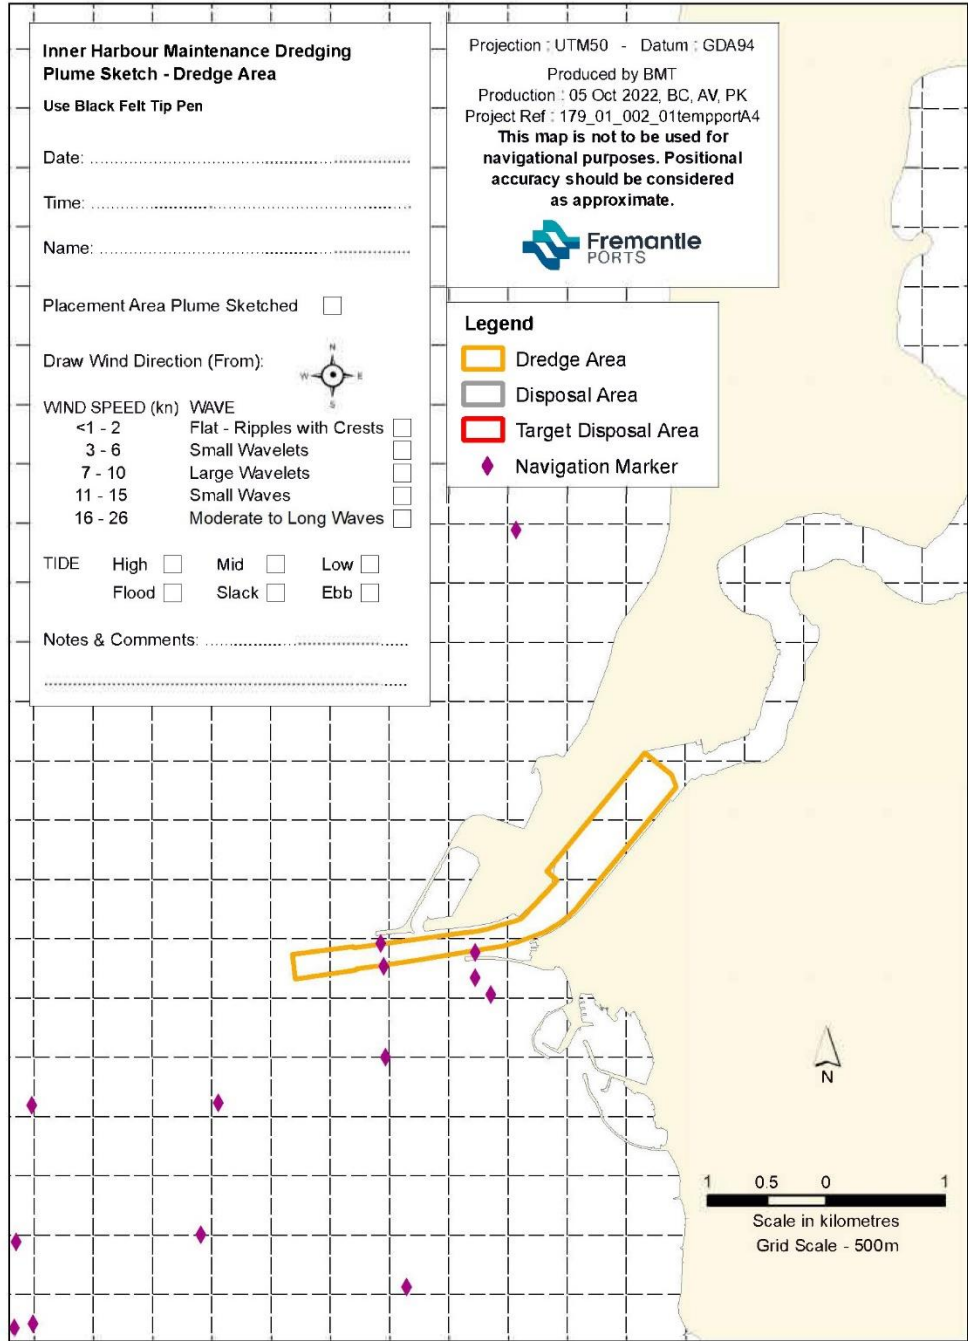 Inner Harbour Maintenance Dredging
Plume Sketch - Dredge Area
Use Black Felt Tip Pen
Date:
Time:
Name:
Placement Area Plume Sketched
Draw Wind Direction (From):
N
W E
S
WIND SPEED (kn) WAVE
<1 - 2 Flat - Ripples with Crests
3 - 6 Small Wavelets
7 - 10 Large Wavelets
11 - 15 Small Waves
16 - 26 Moderate to Long Waves
TIDE High Mid Low
Flood Slack Ebb
Notes & Comments:
Projection : UTM50 - Datum : GDA94
Produced by BMT
Production : 05 Oct 2022, BC, AV, PK
Project Ref : 179_01_002_01tempportA4
This map is not to be used for
navigational purposes. Positional
accuracy should be considered
as approximate.
Fremantle
PORTS
Legend
Dredge Area
Disposal Area
Target Disposal Area
Navigation Marker
N
1 0.5 0 1
Scale in kilometres
Grid Scale - 500m